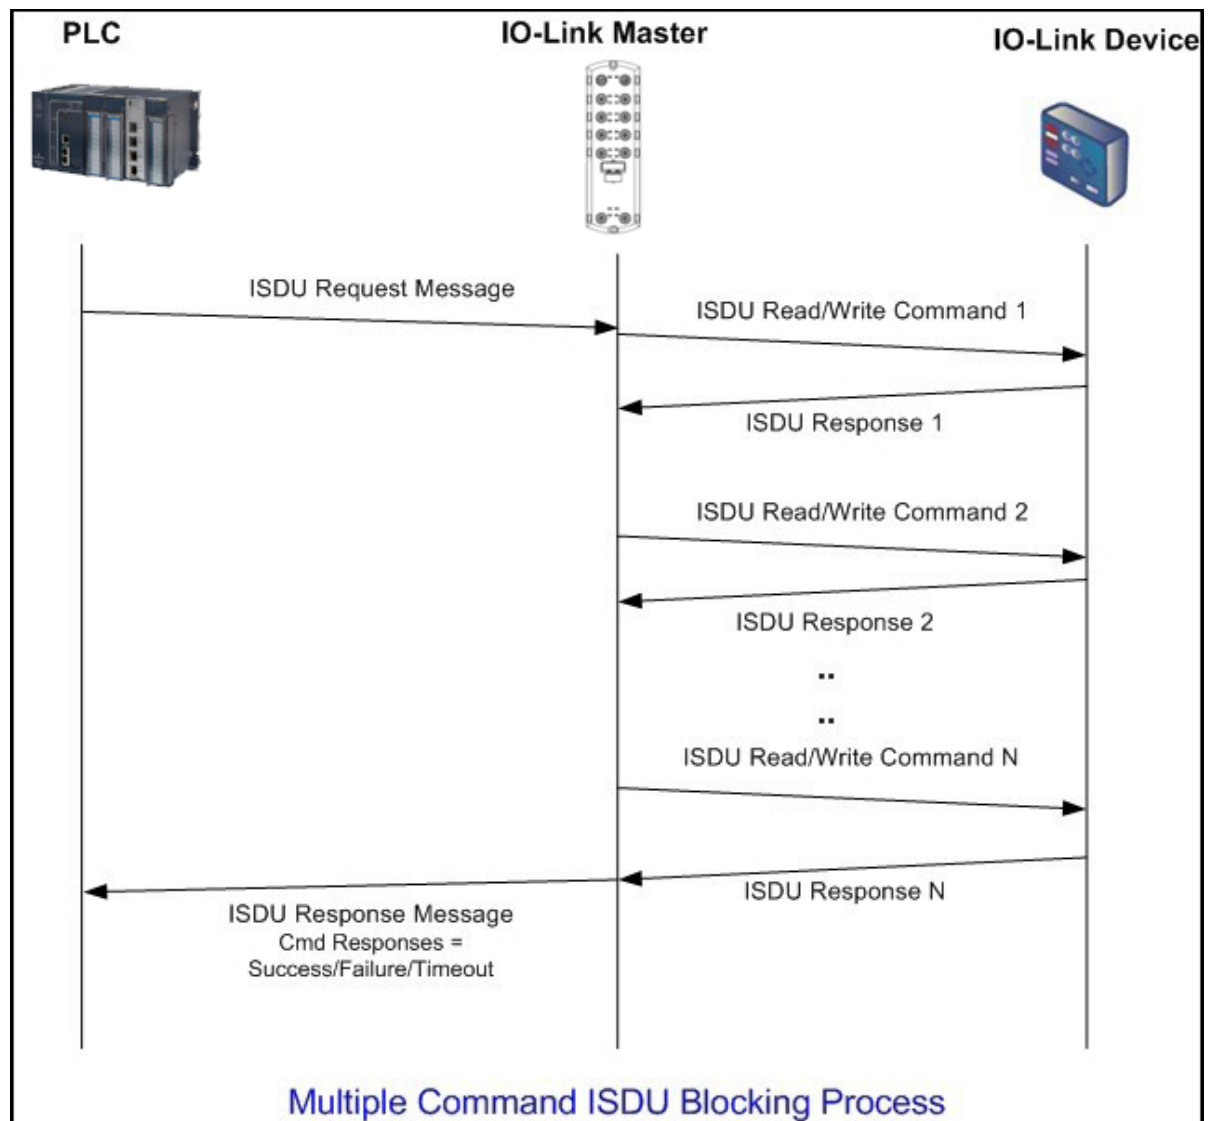 PLC
IO-Link Master
IO-Link Device
ISDU Request Message
ISDU Read/Write Command 1
ISDU Response 1
ISDU Read/Write Command 2
ISDU Response 2
..
..
ISDU Read/Write Command N
ISDU Response N
ISDU Response Message
Cmd Responses =
Success/Failure/Timeout
Multiple Command ISDU Blocking Process